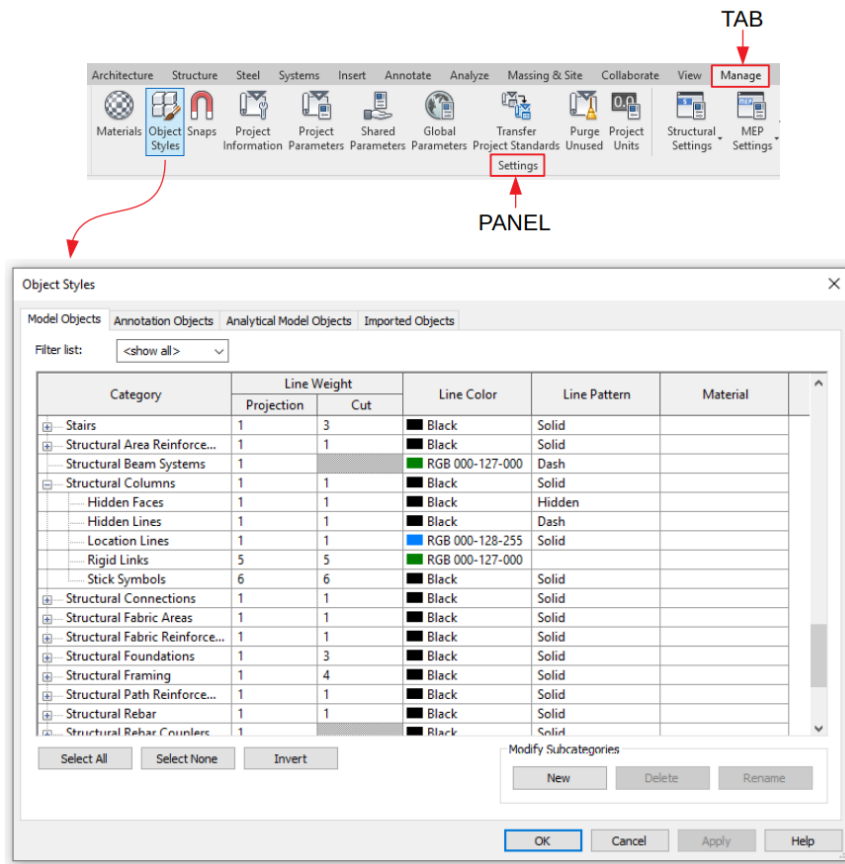 TAB
Architecture Structure Steel Systems Insert Annotate Analyze Massing & Site Collaborate View Manage
Materials Object Styles Snaps Project Information Project Parameters Shared Parameters Global Parameters Transfer Project Standards Purge Unused Project Units Structural Settings MEP Settings
Settings
PANEL
Object Styles
Model Objects Annotation Objects Analytical Model Objects Imported Objects
Filter list: <show all>
Category Line Weight Line Color Line Pattern Material
Projection Cut
Stairs 1 3 Black Solid
Structural Area Reinforce... 1 1 Black Solid
Structural Beam Systems 1 RGB 000-127-000 Dash
Structural Columns 1 1 Black Solid
Hidden Faces 1 1 Black Hidden
Hidden Lines 1 1 Black Dash
Location Lines 1 1 RGB 000-128-255 Solid
Rigid Links 5 5 RGB 000-127-000
Stick Symbols 6 6 Black Solid
Structural Connections 1 1 Black Solid
Structural Fabric Areas 1 1 Black Solid
Structural Fabric Reinforce... 1 1 Black Solid
Structural Foundations 1 3 Black Solid
Structural Framing 1 4 Black Solid
Structural Path Reinforce... 1 1 Black Solid
Structural Rebar 1 1 Black Solid
Structural Rebar Couplers 1 Black Solid
Select All Select None Invert
Modify Subcategories
New Delete Rename
OK Cancel Apply Help